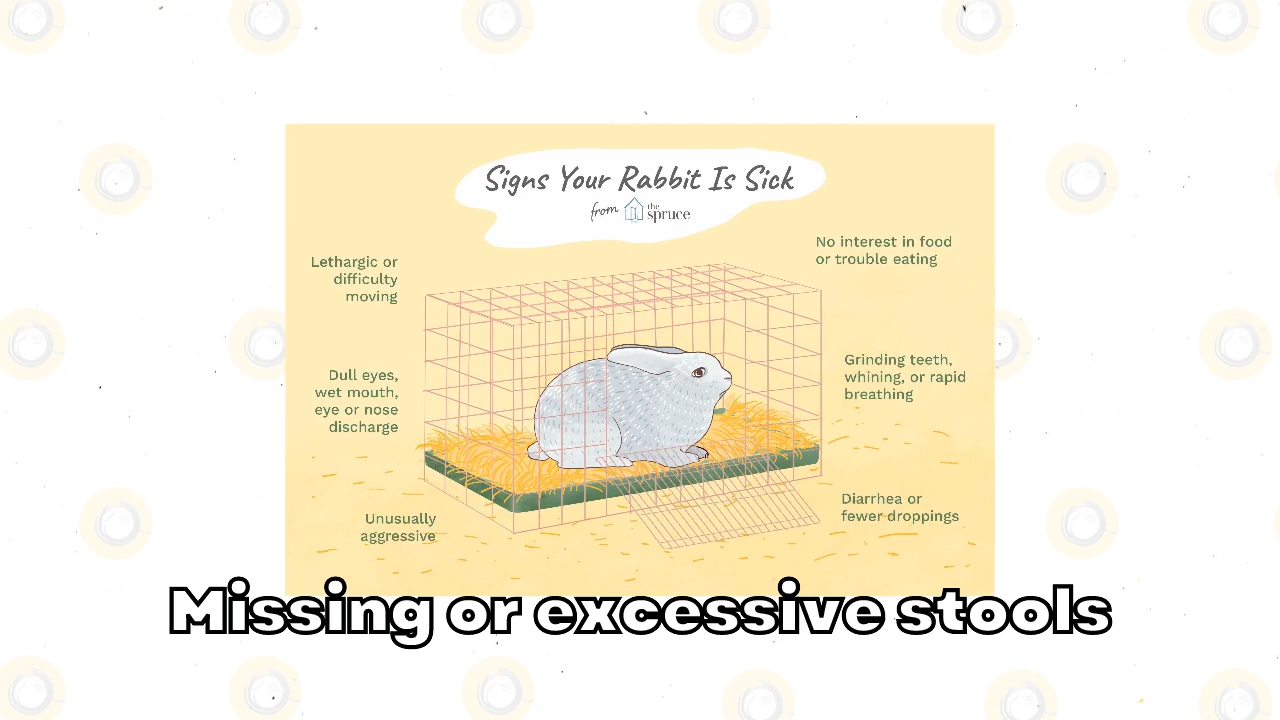 Signs Your Rabbit Is Sick
from the spruce
Lethargic or
difficulty
moving
No interest in food
or trouble eating
Dull eyes,
wet mouth,
eye or nose
discharge
Grinding teeth,
whining, or rapid
breathing
Unusually
aggressive
Diarrhea or
fewer droppings
Missing or excessive stools